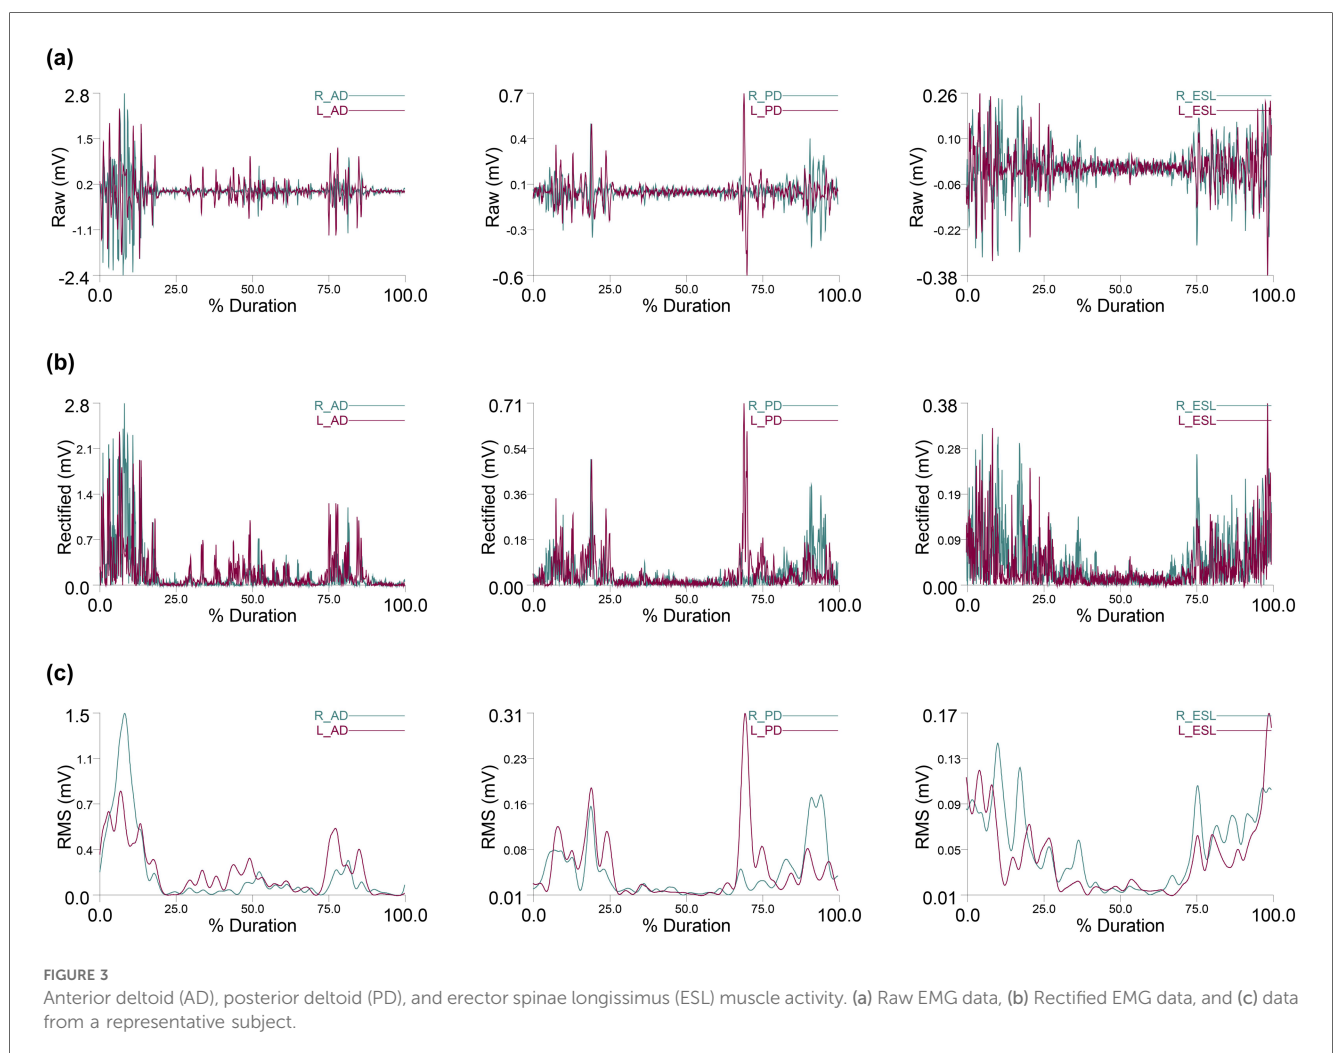 (a)
2.8
1.5
0.2
-1.1
-2.4
Raw (mV)
R_AD
L_AD
0.0
25.0
50.0
75.0
100.0
% Duration
0.7
0.4
0.1
-0.3
-0.6
Raw (mV)
R_PD
L_PD
0.0
25.0
50.0
75.0
100.0
% Duration
0.26
0.10
-0.06
-0.22
-0.38
Raw (mV)
R_ESL
L_ESL
0.0
25.0
50.0
75.0
100.0
% Duration
(b)
2.8
2.1
1.4
0.7
0.0
Rectified (mV)
R_AD
L_AD
0.0
25.0
50.0
75.0
100.0
% Duration
0.71
0.54
0.36
0.18
0.00
Rectified (mV)
R_PD
L_PD
0.0
25.0
50.0
75.0
100.0
% Duration
0.38
0.28
0.19
0.09
0.00
Rectified (mV)
R_ESL
L_ESL
0.0
25.0
50.0
75.0
100.0
% Duration
(c)
1.5
1.1
0.7
0.4
0.0
RMS (mV)
R_AD
L_AD
0.0
25.0
50.0
75.0
100.0
% Duration
0.31
0.23
0.16
0.08
0.01
RMS (mV)
R_PD
L_PD
0.0
25.0
50.0
75.0
100.0
% Duration
0.17
0.13
0.09
0.05
0.01
RMS (mV)
R_ESL
L_ESL
0.0
25.0
50.0
75.0
100.0
% Duration
FIGURE 3
Anterior deltoid (AD), posterior deltoid (PD), and erector spinae longissimus (ESL) muscle activity. (a) Raw EMG data, (b) Rectified EMG data, and (c) data
from a representative subject.